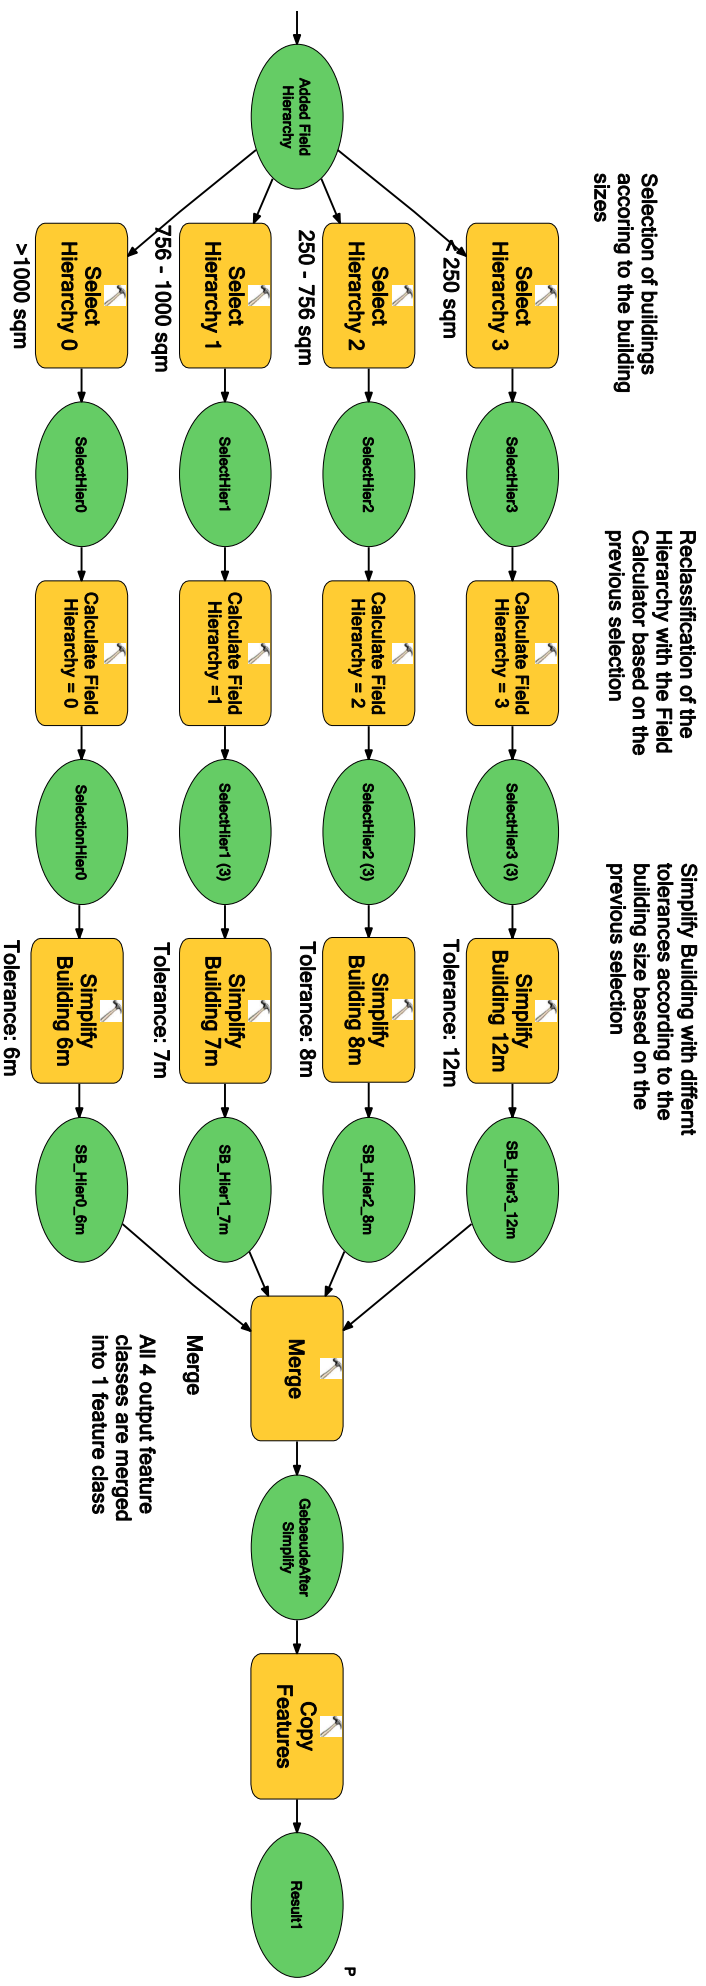 Selection of buildings
accoring to the building
sizes
Reclassification of the
Hierarchy with the Field
Calculator based on the
previous selection
Simplify Building with differnt
tolerances according to the
building size based on the
previous selection
Added Field
Hierarchy
Select
Hierarchy 3
< 250 sqm
SelectHier3
Calculate Field
Hierarchy = 3
SelectHier3 (3)
Simplify
Building 12m
Tolerance: 12m
SB_Hier3_12m
Select
Hierarchy 2
250 - 756 sqm
SelectHier2
Calculate Field
Hierarchy = 2
SelectHier2 (3)
Simplify
Building 8m
Tolerance: 8m
SB_Hier2_8m
Select
Hierarchy 1
756 - 1000 sqm
SelectHier1
Calculate Field
Hierarchy =1
SelectHier1 (3)
Simplify
Building 7m
Tolerance: 7m
SB_Hier1_7m
Select
Hierarchy 0
>1000 sqm
SelectHier0
Calculate Field
Hierarchy = 0
SelectionHier0
Simplify
Building 6m
Tolerance: 6m
SB_Hier0_6m
Merge
Merge
All 4 output feature
classes are merged
into 1 feature class
GebaeudeAfter
Simplify
Copy
Features
Result1
P